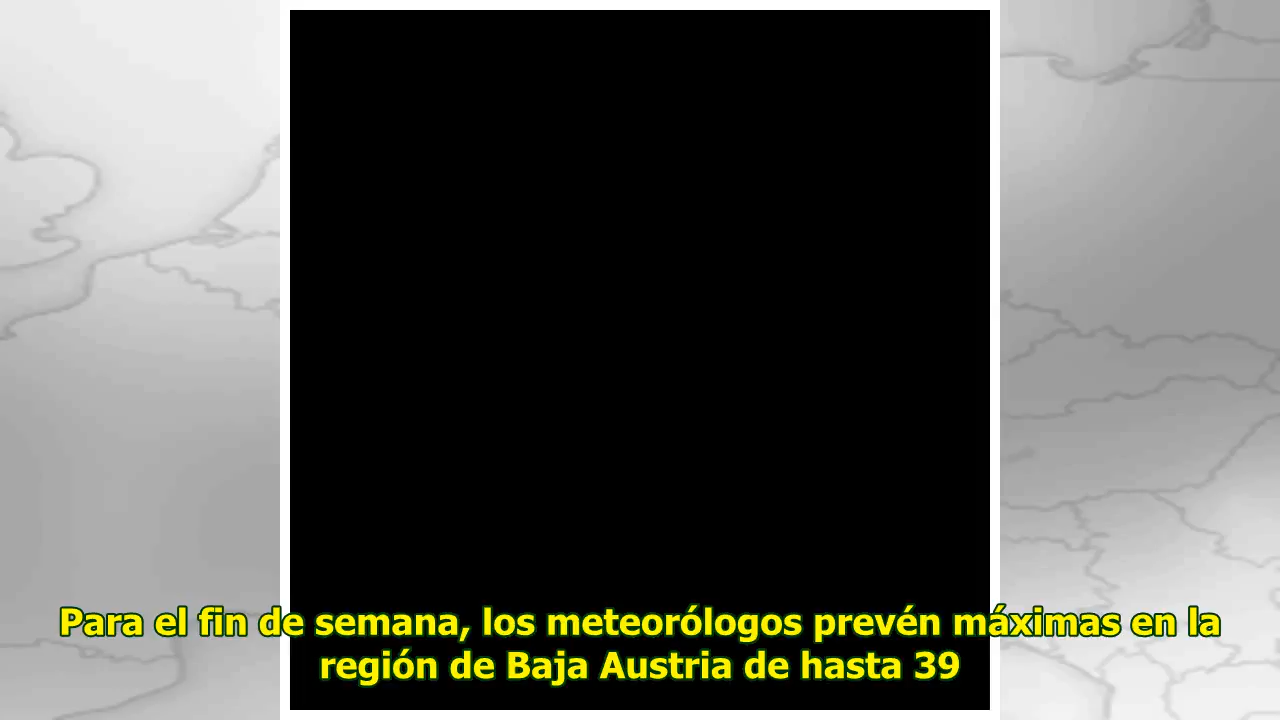 Para el fin de semana, los meteorólogos prevén máximas en la
región de Baja Austria de hasta 39